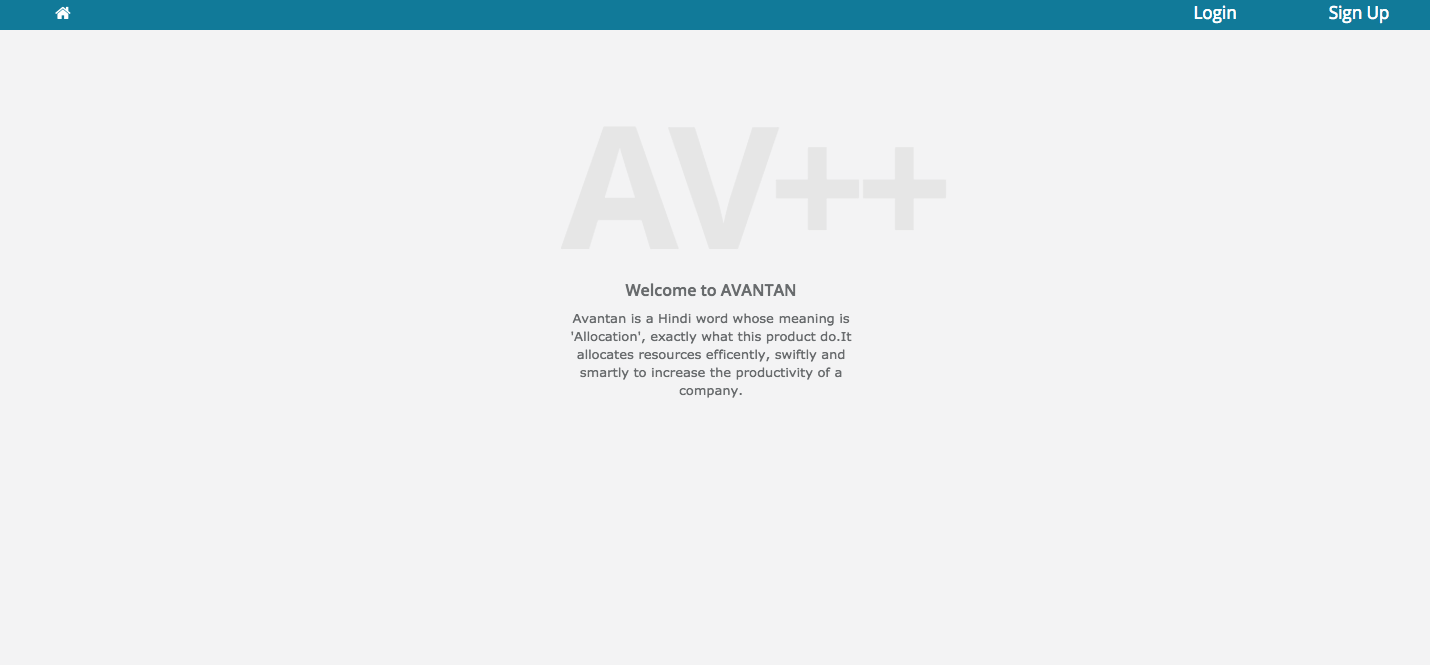 Login
Sign Up
AV++
Welcome to AVANTAN
Avantan is a Hindi word whose meaning is
'Allocation', exactly what this product do.It
allocates resources efficently, swiftly and
smartly to increase the productivity of a
company.